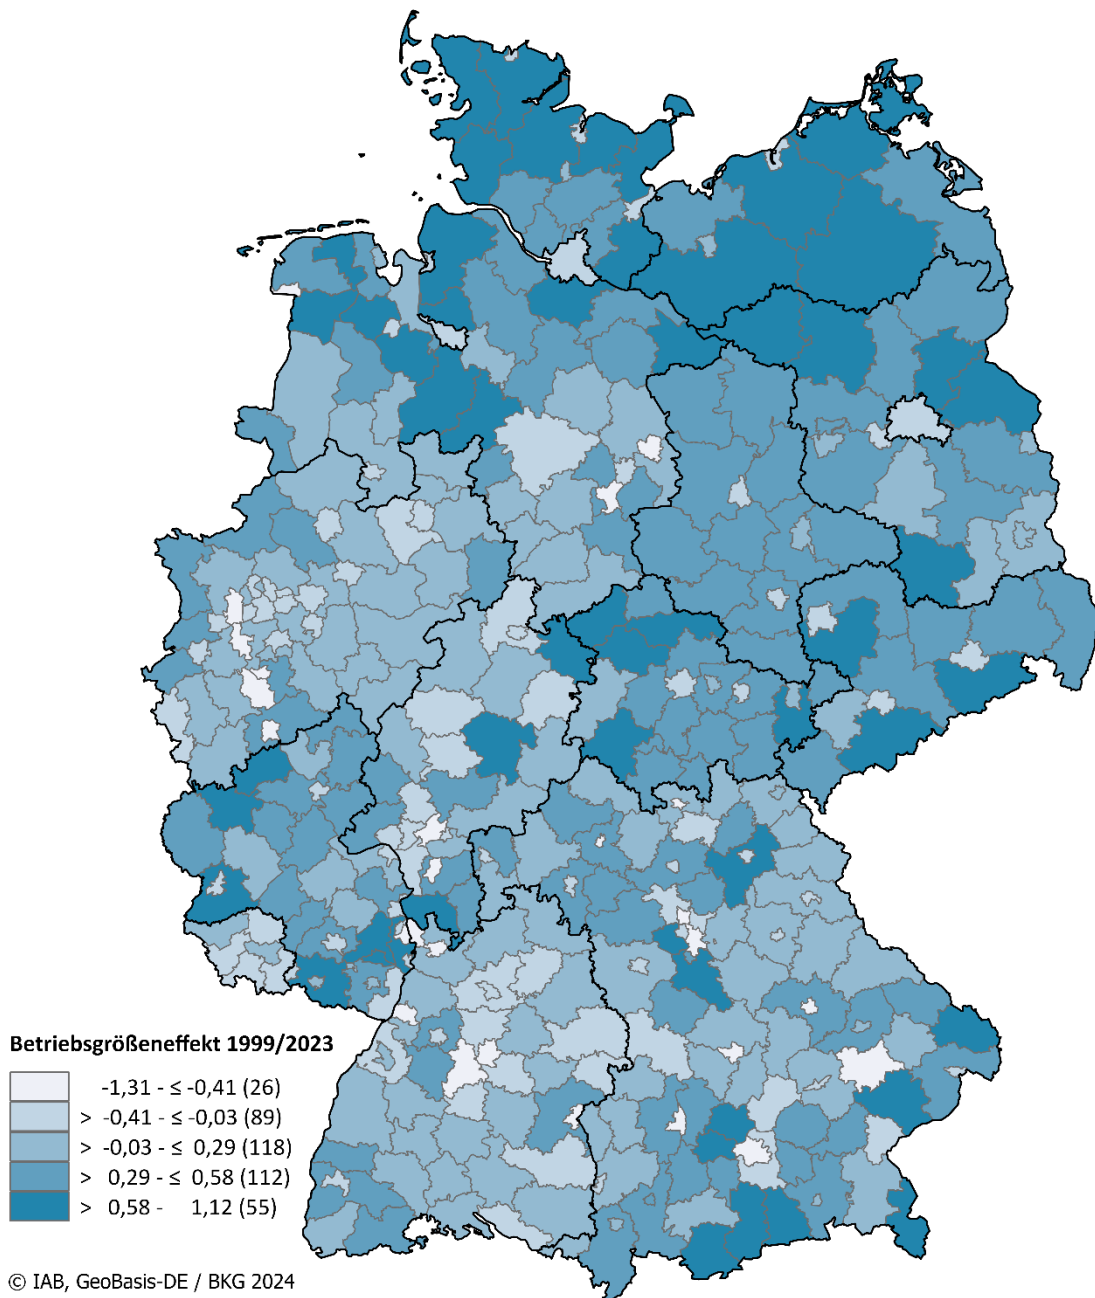 Betriebsgrößeneffekt 1999/2023
-1,31 - ≤ -0,41 (26)
> -0,41 - ≤ -0,03 (89)
> -0,03 - ≤ 0,29 (118)
> 0,29 - ≤ 0,58 (112)
> 0,58 - 1,12 (55)
© IAB, GeoBasis-DE / BKG 2024